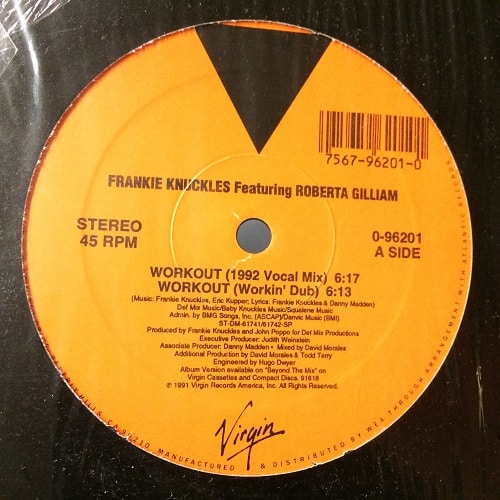 7567-96201-0
FRANKIE KNUCKLES Featuring ROBERTA GILLIAM
STEREO
45 RPM
0-96201
A SIDE
WORKOUT (1992 Vocal Mix) 6:17
WORKOUT (Workin' Dub) 6:13
(Music: Frankie Knuckles, Eric Kupper; Lyrics: Frankie Knuckles & Danny Madden)
Def Mix Music/Baby Knuckles Music/Squalene Music
Admn. by BMG Songs, Inc. (ASCAP)/Danvic Music (BMI)
ST-DM-61741/61742-SP
Produced by Frankie Knuckles and John Poppo for Def Mix Productions
Executive Producer: Judith Weinstein
Associate Producer: Danny Madden • Mixed by David Morales
Additional Production by David Morales & Todd Terry
Engineered by Hugo Dwyer
Album Version available on "Beyond The Mix" on
Virgin Cassettes and Compact Discs. 91618
℗ 1991 Virgin Records America, Inc. All Rights Reserved.
Virgin
HILLS, CA 90210. MANUFACTURED & DISTRIBUTED BY WEA THROUGH ARRANGEMENT WITH ATLANTIC RECORDS